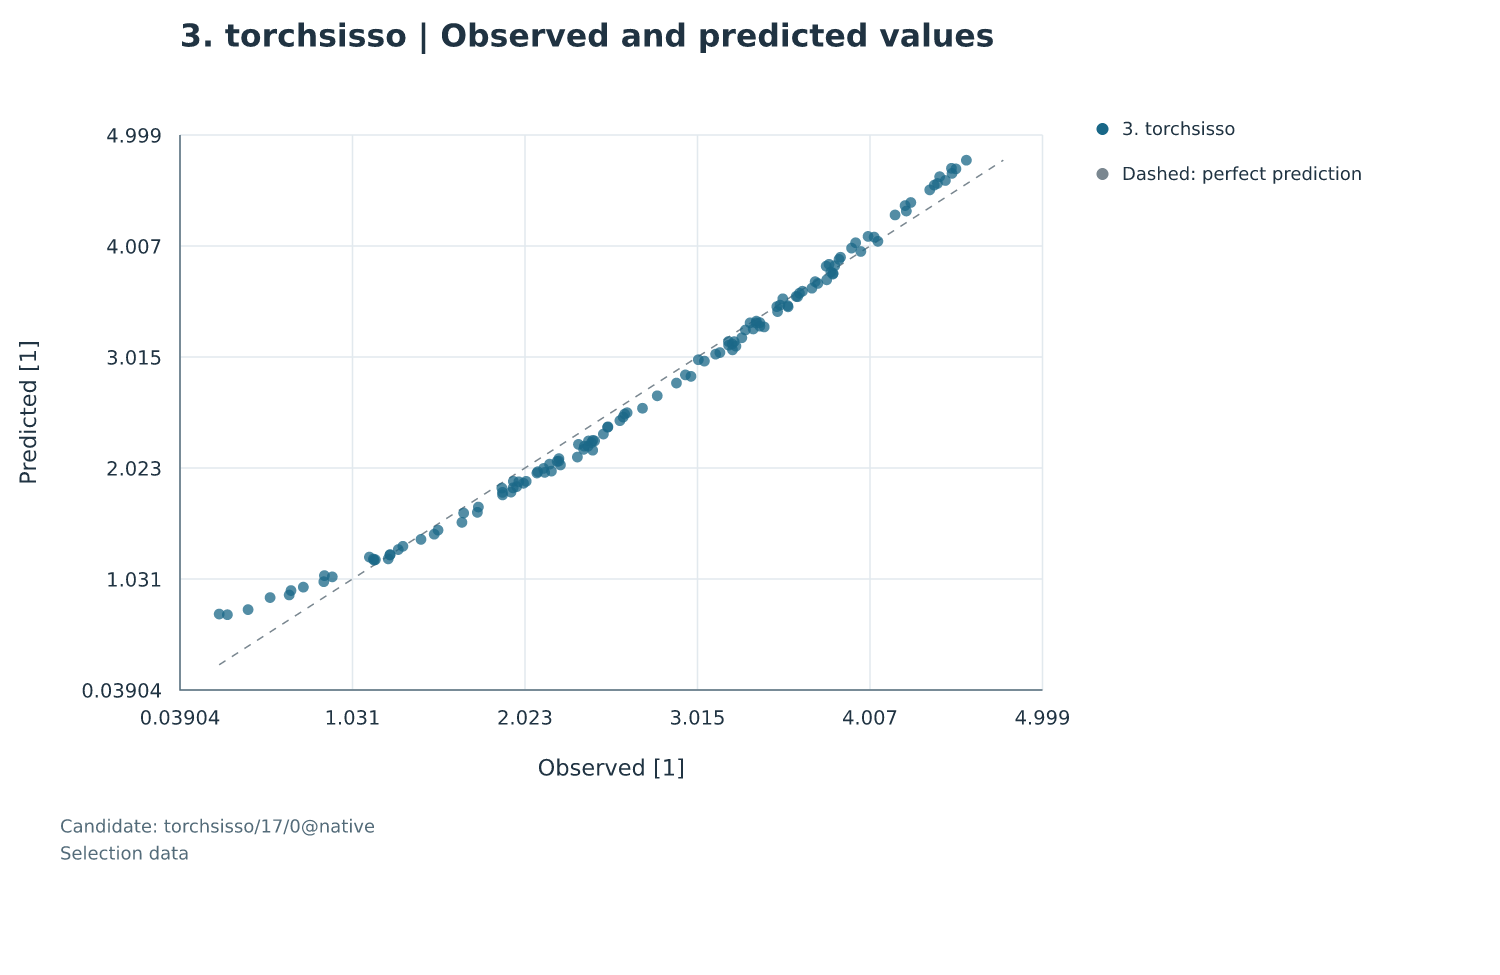 3. torchsisso | Observed and predicted values
3. torchsisso
Dashed: perfect prediction
4.999
4.007
3.015
2.023
1.031
0.03904
Predicted [1]
0.03904 1.031 2.023 3.015 4.007 4.999
Observed [1]
Candidate: torchsisso/17/0@native
Selection data